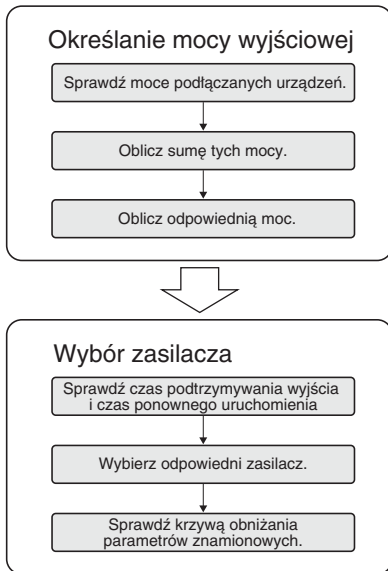 Określanie mocy wyjściowej
Sprawdź moce podłączanych urządzeń.
Oblicz sumę tych mocy.
Oblicz odpowiednią moc.
Wybór zasilacza
Sprawdź czas podtrzymywania wyjścia
i czas ponownego uruchomienia
Wybierz odpowiedni zasilacz.
Sprawdź krzywą obniżania
parametrów znamionowych.